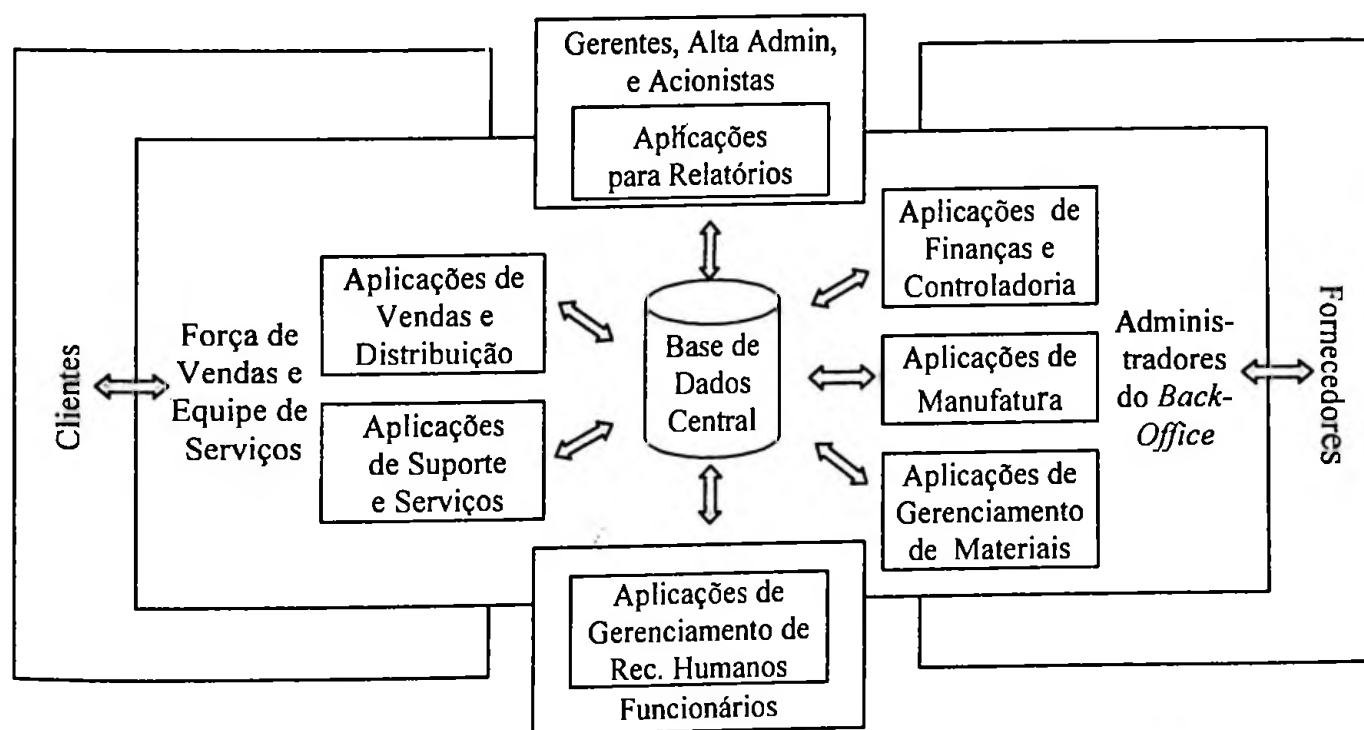 Gerentes, Alta Admin,
e Acionistas
Aplicações
para Relatórios
Clientes
Força de
Vendas e
Equipe de
Serviços
Aplicações de
Vendas e
Distribuição
Aplicações
de Suporte
e Serviços
Base de
Dados
Central
Aplicações de
Finanças e
Controladoria
Aplicações de
Manufatura
Aplicações de
Gerenciamento
de Materiais
Adminis-
tradores
do Back-
Office
Fornecedores
Aplicações de
Gerenciamento de
Rec. Humanos
Funcionários